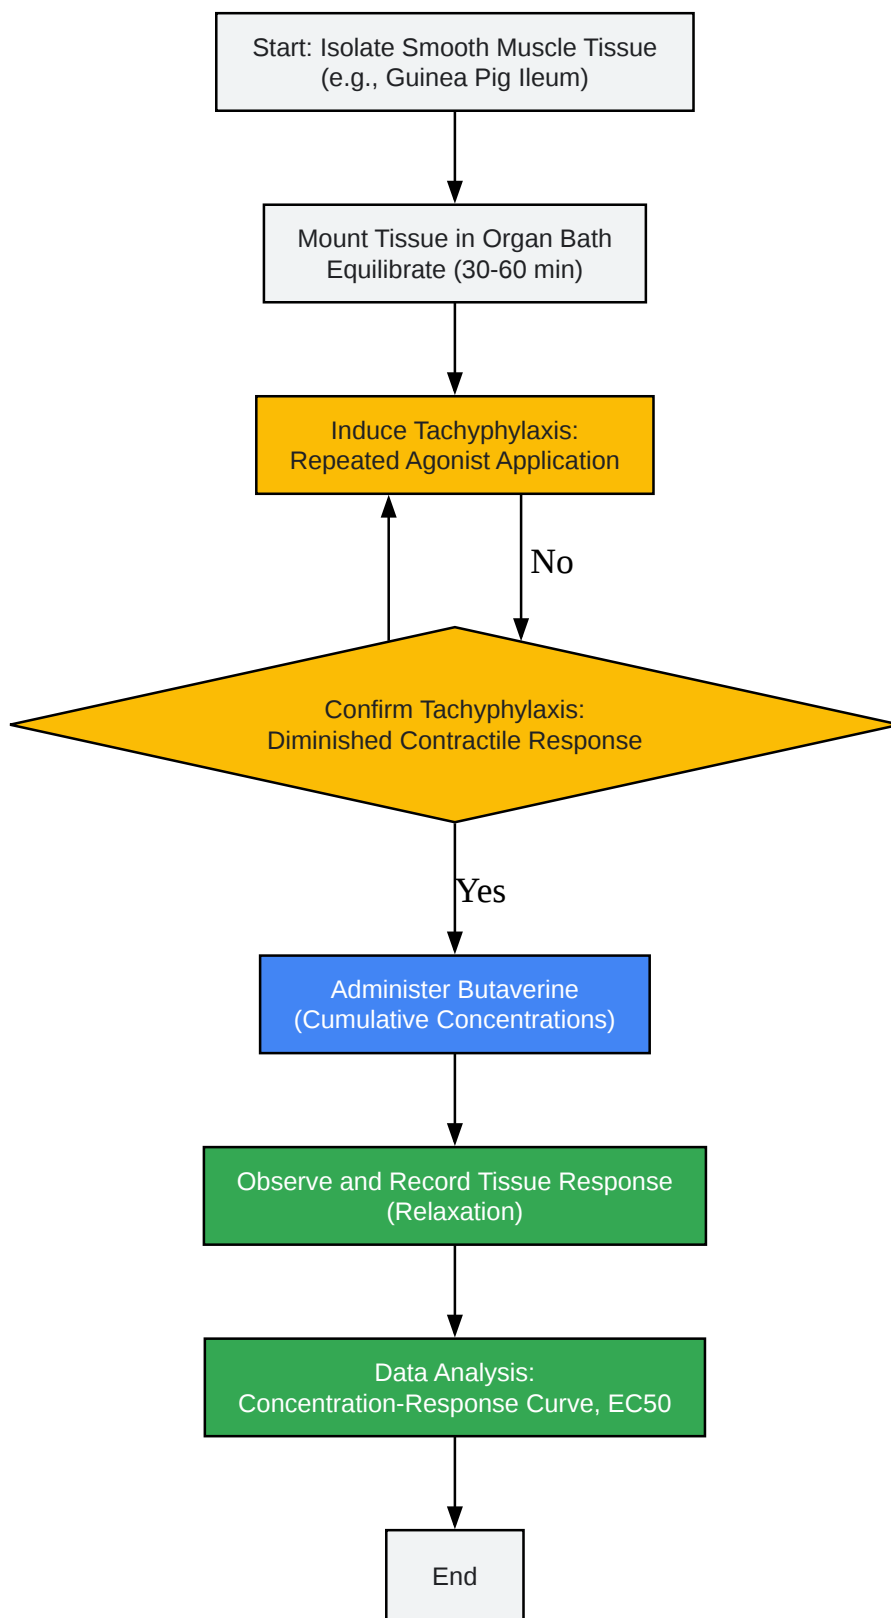 Start: Isolate Smooth Muscle Tissue
(e.g., Guinea Pig Ileum)
Mount Tissue in Organ Bath
Equilibrate (30-60 min)
Induce Tachyphylaxis:
Repeated Agonist Application
No
Confirm Tachyphylaxis:
Diminished Contractile Response
Yes
Administer Butaverine
(Cumulative Concentrations)
Observe and Record Tissue Response
(Relaxation)
Data Analysis:
Concentration-Response Curve, EC50
End